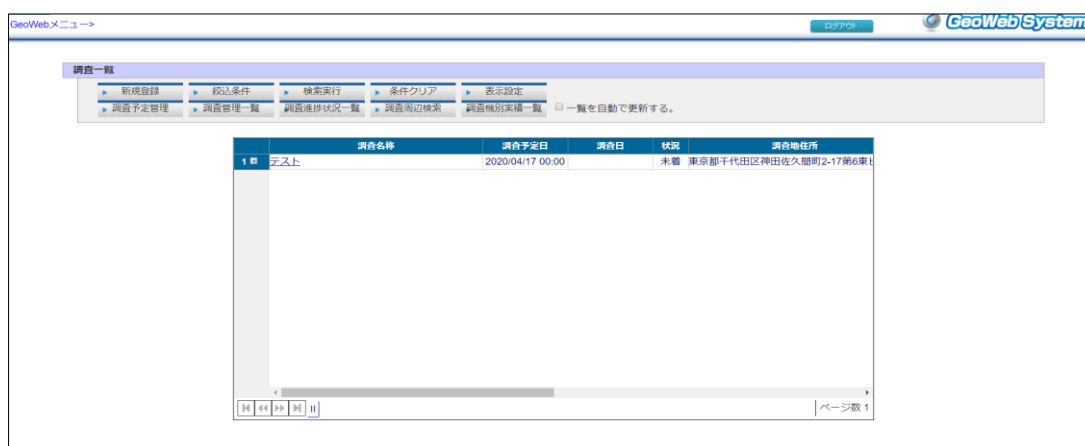 GeoWebメニュー>
ログアウト
GeoWeb System
調査一覧
新規登録 絞込条件 検索実行 条件クリア 表示設定
調査予定管理 調査管理一覧 調査進捗状況一覧 調査周辺検索 調査機別実績一覧 一覧を自動で更新する。
調査名称 調査予定日 調査日 状況 調査地住所
1 テスト 2020/04/17 00:00 未着 東京都千代田区神田佐久間町2-17第6東ヒ
ページ数 1